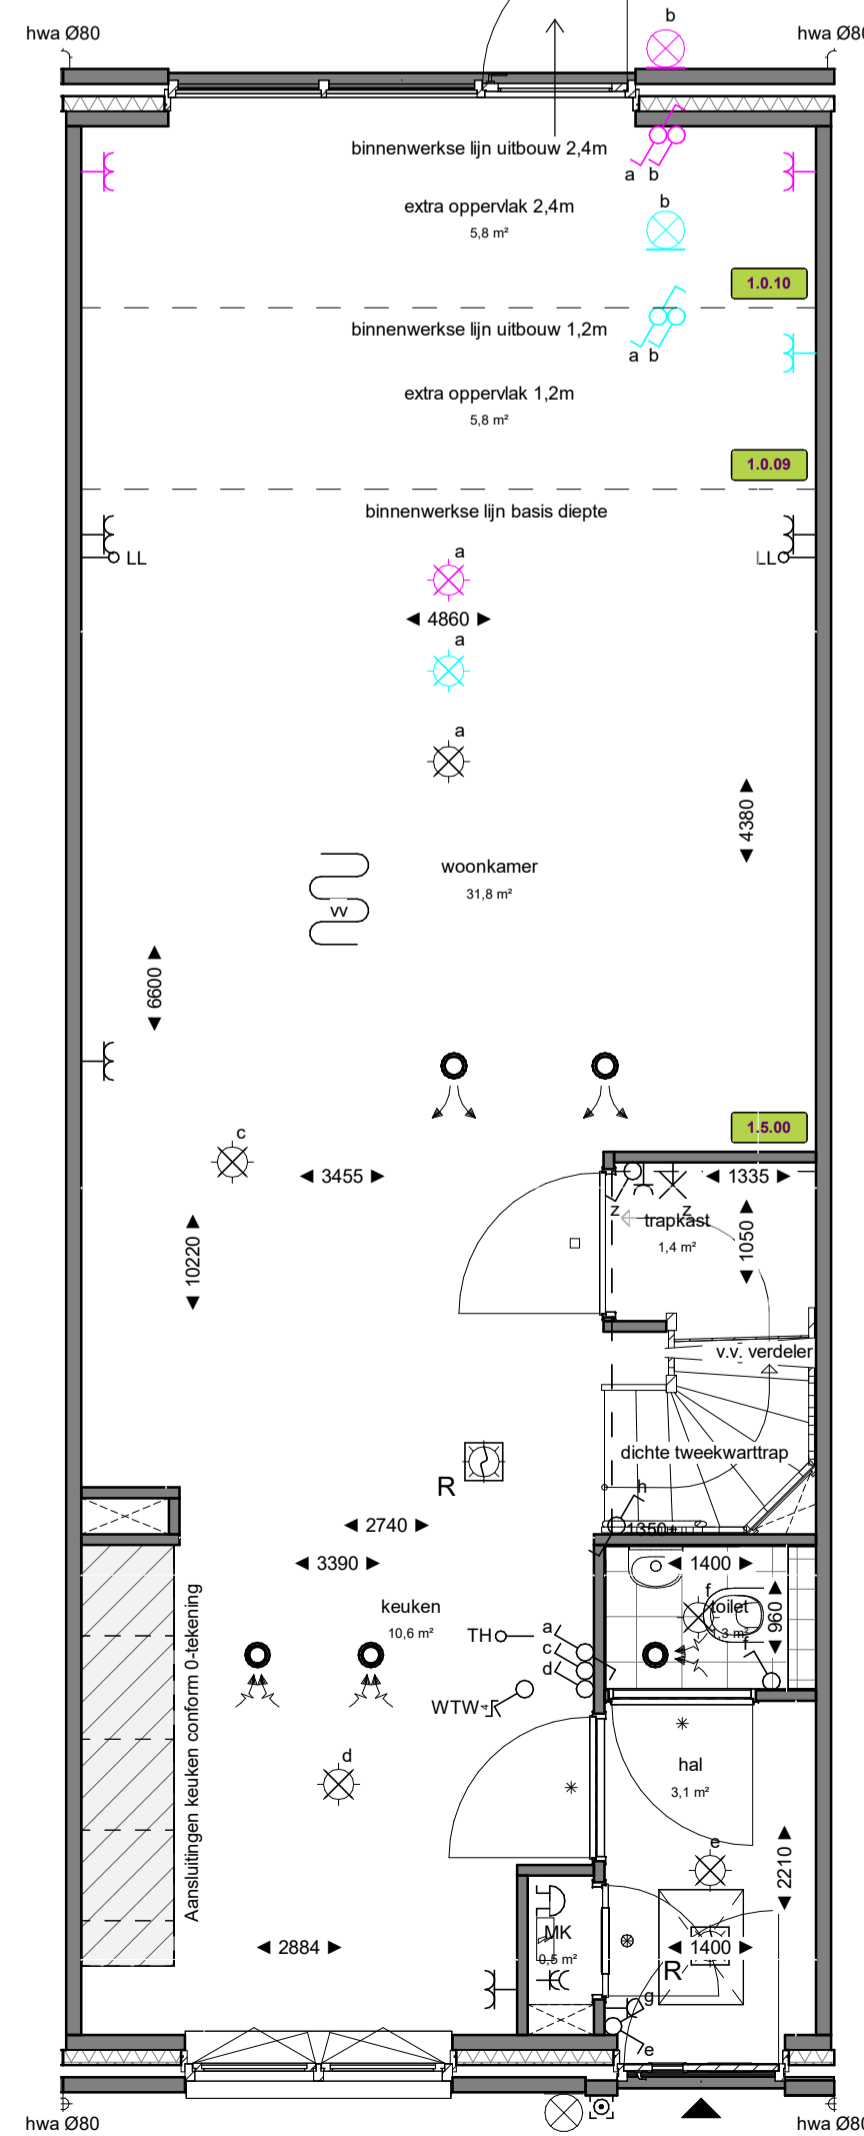 hwa Ø80
b
hwa Ø80
binnenwerkse lijn uitbouw 2,4m
a b
extra oppervlak 2,4m
b
5,8 m²
1.0.10
binnenwerkse lijn uitbouw 1,2m
a b
extra oppervlak 1,2m
5,8 m²
1.0.09
binnenwerkse lijn basis diepte
LL
LL
a
4860
a
a
4380
woonkamer
31,8 m²
vv
6600
1.5.00
c
3455
1335
z
z
trapkast
1,4 m²
1050
10220
v.v. verdeler
dichte tweekwarttrap
R
h
2740
1350+
3390
1400
f
keuken
toilet
10,6 m²
960
TH
a
c
d
f
WTW
Aansluitingen keuken conform 0-tekening
d
hal
3,1 m²
e
2210
MK
0,5 m²
2884
1400
R
g
e
hwa Ø80
hwa Ø80